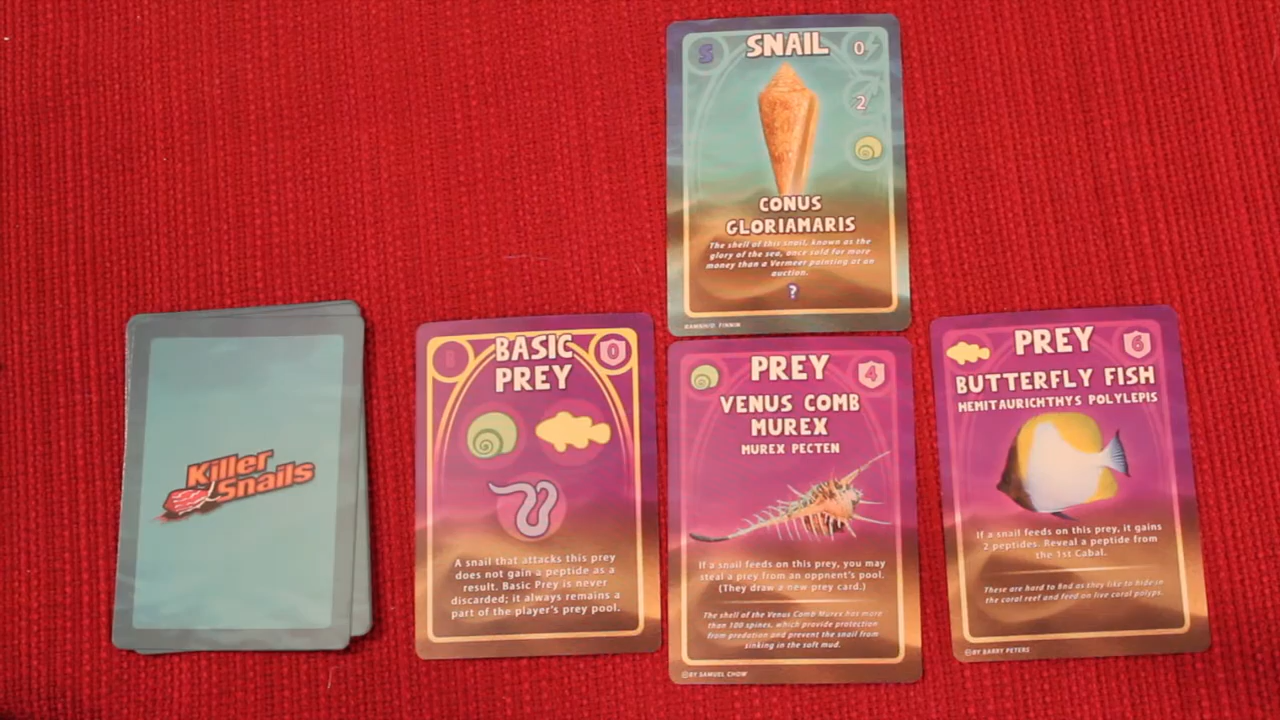 SNAIL
S
0
2
CONUS
GLORIAMARIS
The shell of this snail, known as the
glory of the sea, once sold for more
money than a Vermeer painting at an
auction.
?
Killer
Snails
BASIC
PREY
0
A snail that attacks this prey
does not gain a peptide as a
result. Basic Prey is never
discarded; it always remains a
part of the player's prey pool.
PREY
4
VENUS COMB
MUREX
MUREX PECTEN
If a snail feeds on this prey, you may
steal a prey from an oppnent's pool.
(They draw a new prey card.)
The shell of the Venus Comb Murex has more
than 100 spines, which provide protection
from predation and prevent the snail from
sinking in the soft mud.
BY SAMUEL CHOW
PREY
6
BUTTERFLY FISH
HEMITAURICHTHYS POLYLEPIS
If a snail feeds on this prey, it gains
2 peptides. Reveal a peptide from
the 1st Cabal.
These are hard to find as they like to hide in
the coral reef and feed on live coral polyps.
BY BARRY PETERS